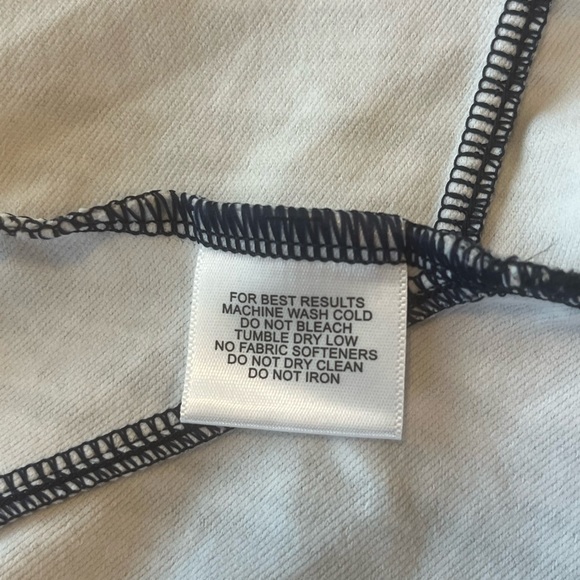 FOR BEST RESULTS
MACHINE WASH COLD
DO NOT BLEACH
TUMBLE DRY LOW
NO FABRIC SOFTENERS
DO NOT DRY CLEAN
DO NOT IRON